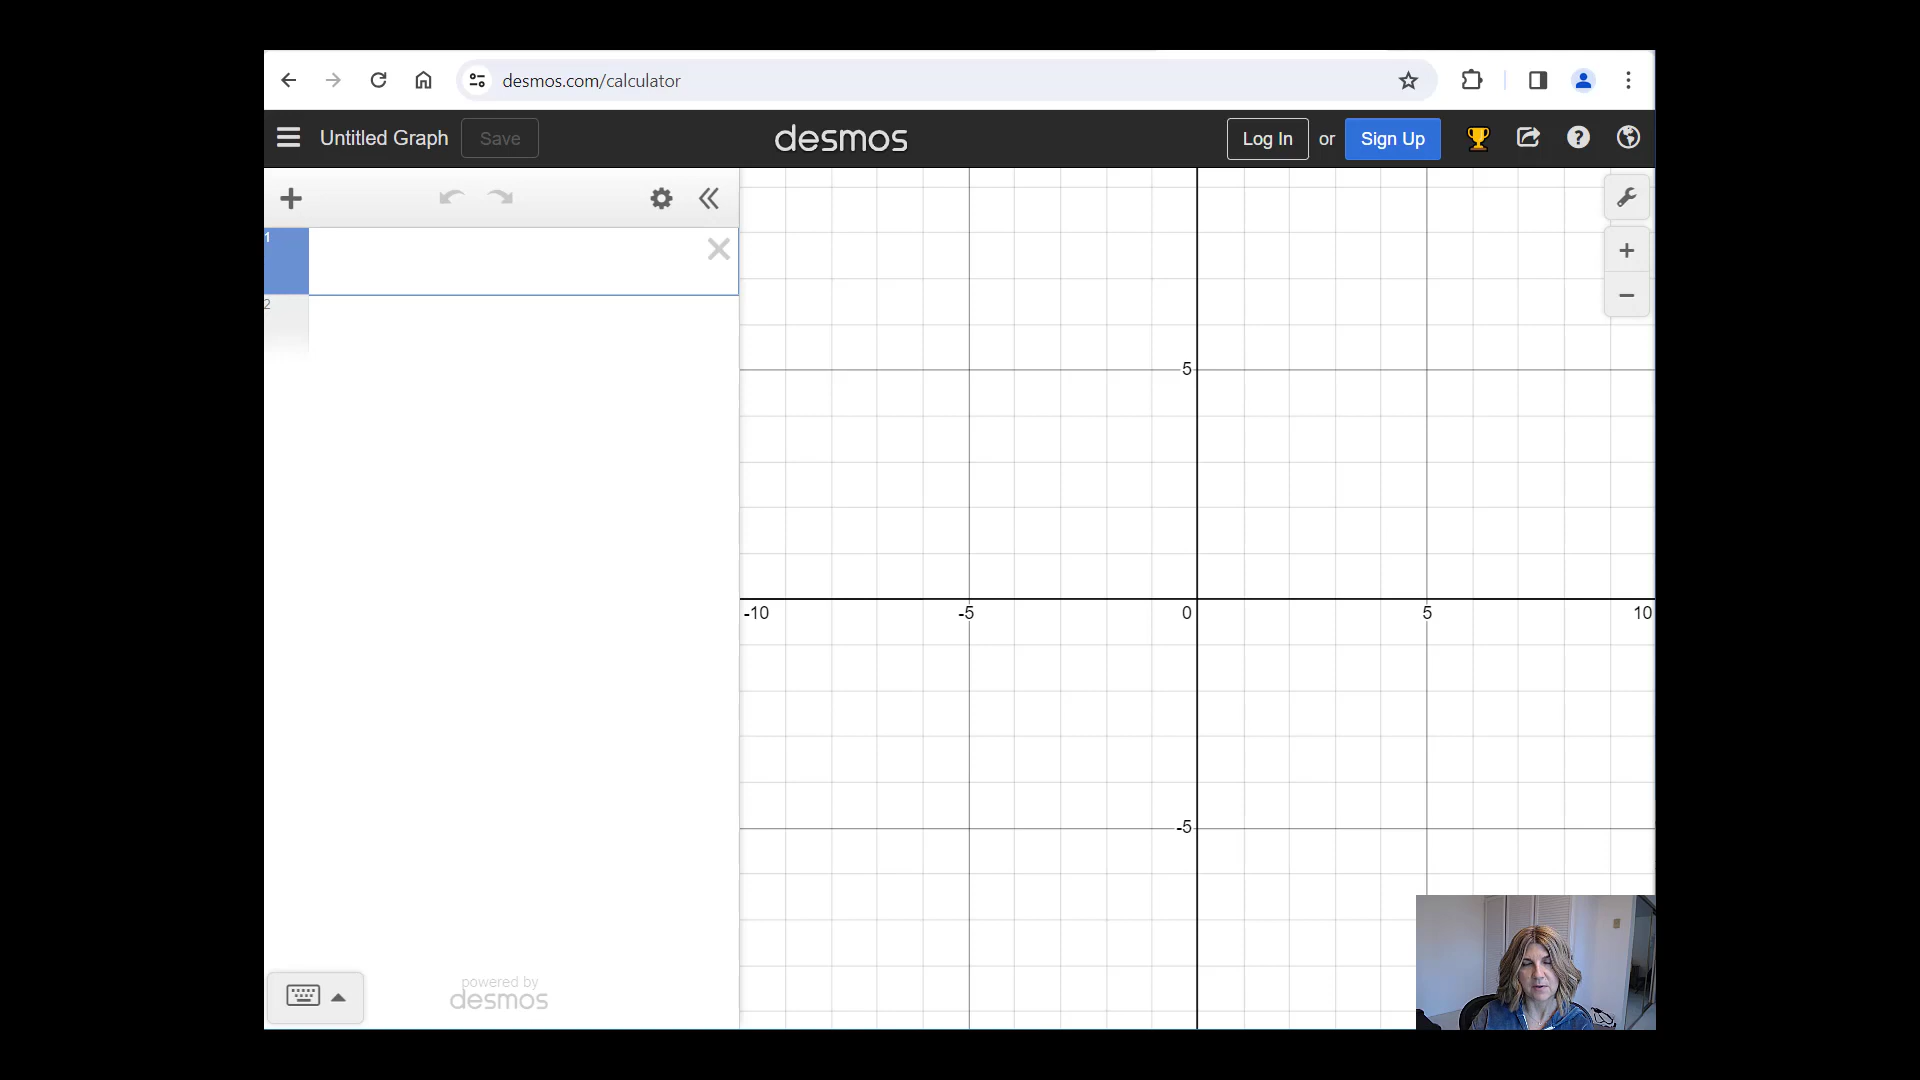 desmos.com/calculator
Untitled Graph Save desmos Log In or Sign Up
1
2
5
-10 -5 0 5 10
-5
powered by
desmos